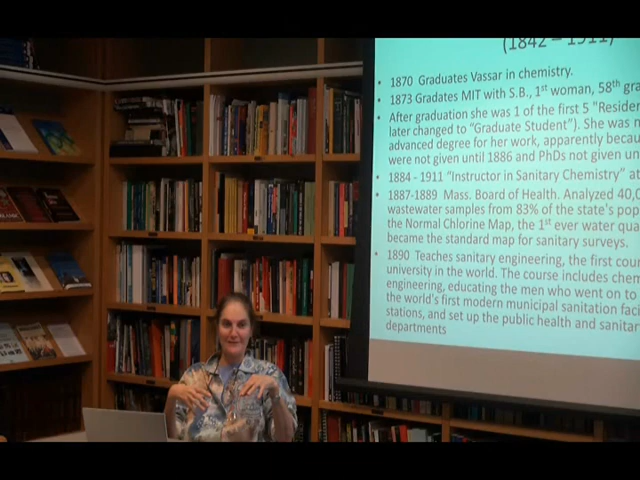 (1842 – 1911)
• 1870 Graduates Vassar in chemistry.
• 1873 Gradates MIT with S.B., 1st woman, 58th gra
• After graduation she was 1 of the first 5 "Residen
later changed to "Graduate Student"). She was n
advanced degree for her work, apparently becau
were not given until 1886 and PhDs not given un
• 1884 - 1911 "Instructor in Sanitary Chemistry" at
• 1887-1889 Mass. Board of Health. Analyzed 40,0
wastewater samples from 83% of the state's pop
the Normal Chlorine Map, the 1st ever water qua
became the standard map for sanitary surveys.
• 1890 Teaches sanitary engineering, the first cour
university in the world. The course includes chem
engineering, educating the men who went on to
the world's first modern municipal sanitation facil
stations, and set up the public health and sanitar
departments